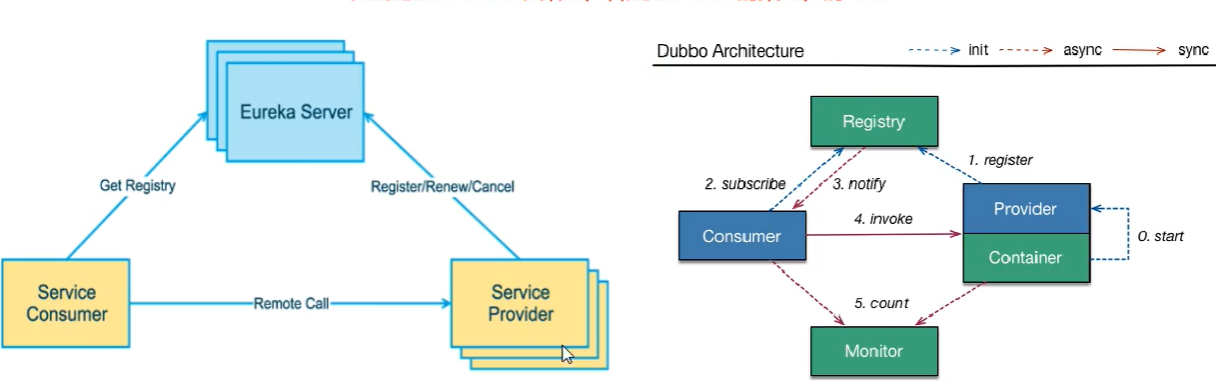 Eureka Server
Get Registry
Register/Renew/Cancel
Service
Consumer
Remote Call
Service
Provider
Dubbo Architecture
init
async
sync
Registry
1. register
2. subscribe
3. notify
Consumer
4. invoke
Provider
Container
0. start
5. count
Monitor